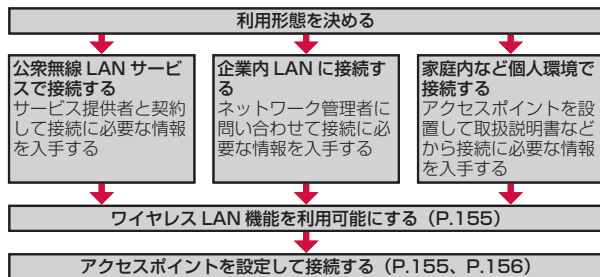 利用形態を決める
公衆無線 LAN サービ
スで接続する
サービス提供者と契約
して接続に必要な情報
を入手する
企業内 LAN に接続す
る
ネットワーク管理者に
問い合わせて接続に必
要な情報を入手する
家庭内など個人環境で
接続する
アクセスポイントを設
置して取扱説明書など
から接続に必要な情報
を入手する
ワイヤレス LAN 機能を利用可能にする（P.155）
アクセスポイントを設定して接続する（P.155、P.156）